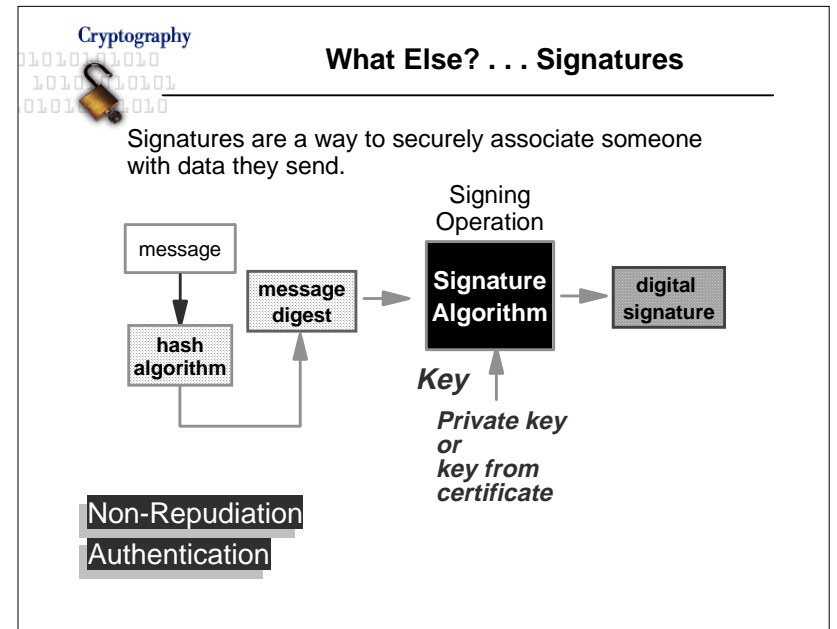 Cryptography
01010101010
What Else? . . . Signatures
Signatures are a way to securely associate someone
with data they send.
Signing
Operation
message
message
digest
Signature
Algorithm
digital
signature
hash
algorithm
Key
Private key
or
key from
certificate
Non-Repudiation
Authentication